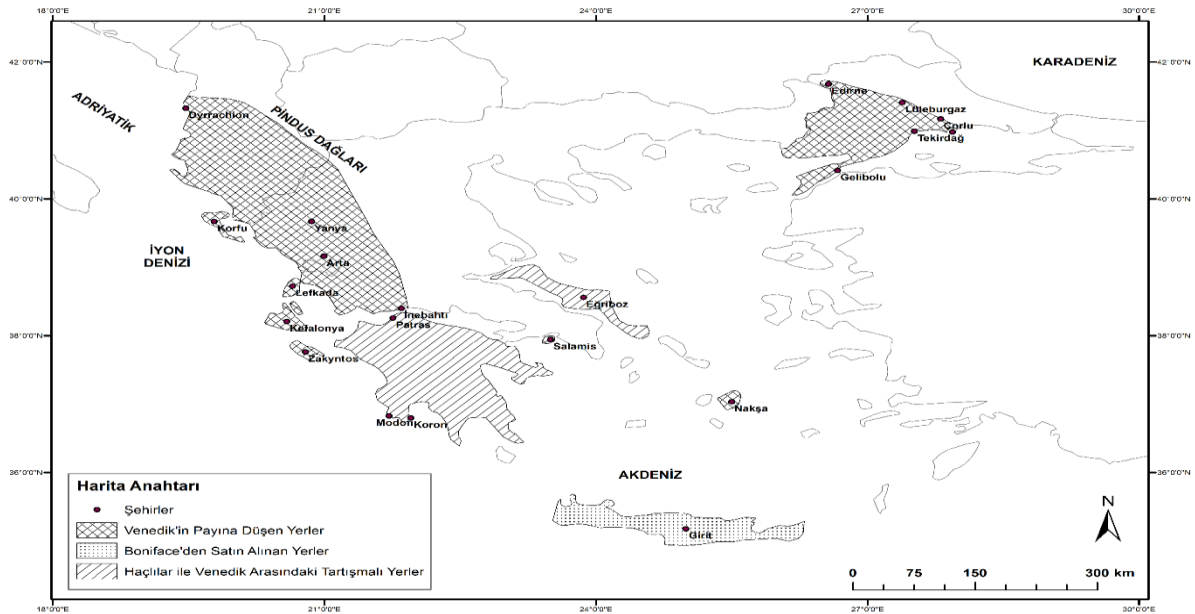 18°0'0"E
21°0'0"E
24°0'0"E
27°0'0"E
30°0'0"E
42°0'0"N
42°0'0"N
KARADENİZ
ADRİYATİK
PİNDUS DAĞLARI
Edirne
Dyrrachion
Lüleburgaz
Çorlu
Tekirdağ
Gelibolu
40°0'0"N
40°0'0"N
Korfu
Yanya
İYON
DENİZİ
Arta
Lefkada
Eğriboz
İnebahtı
Patras
Kefalonya
38°0'0"N
38°0'0"N
Salamis
Zakyntos
Nakşa
Modon
Koron
36°0'0"N
36°0'0"N
AKDENİZ
Girit
Harita Anahtarı
Şehirler
Venedik'in Payına Düşen Yerler
Boniface'den Satın Alınan Yerler
Haçlılar ile Venedik Arasındaki Tartışmalı Yerler
N
0 75 150 300 km
18°0'0"E
21°0'0"E
24°0'0"E
27°0'0"E
30°0'0"E